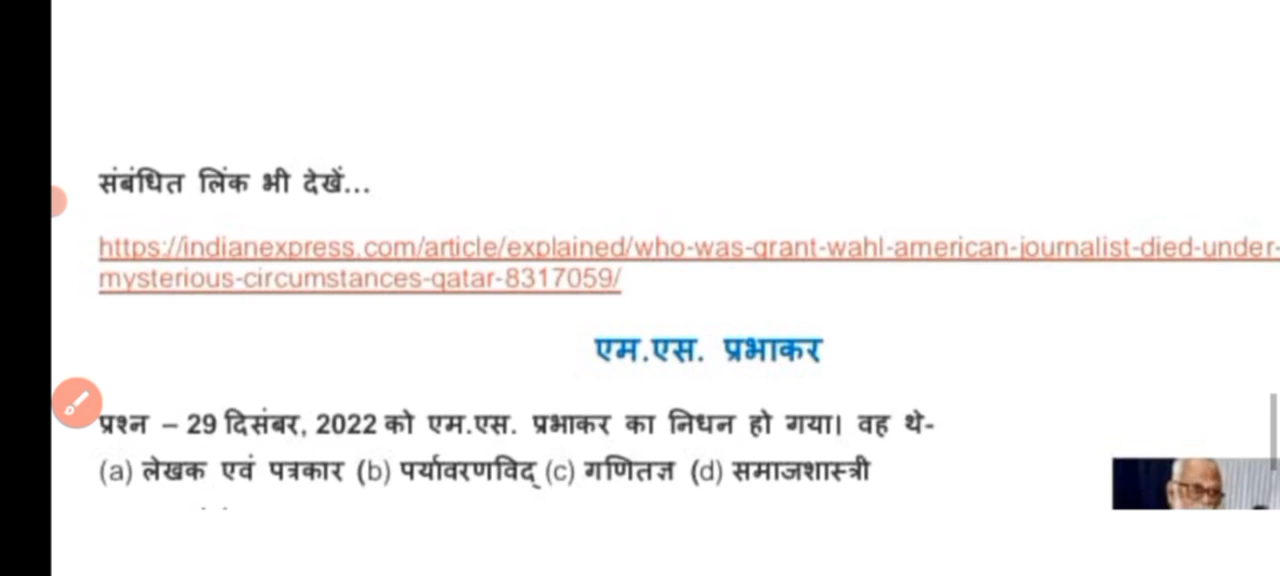 संबंधित लिंक भी देखें...
https://indianexpress.com/article/explained/who-was-grant-wahl-american-journalist-died-under-
mysterious-circumstances-qatar-8317059/
एम.एस. प्रभाकर
प्रश्न – 29 दिसंबर, 2022 को एम.एस. प्रभाकर का निधन हो गया। वह थे-
(a) लेखक एवं पत्रकार (b) पर्यावरणविद् (c) गणितज्ञ (d) समाजशास्त्री